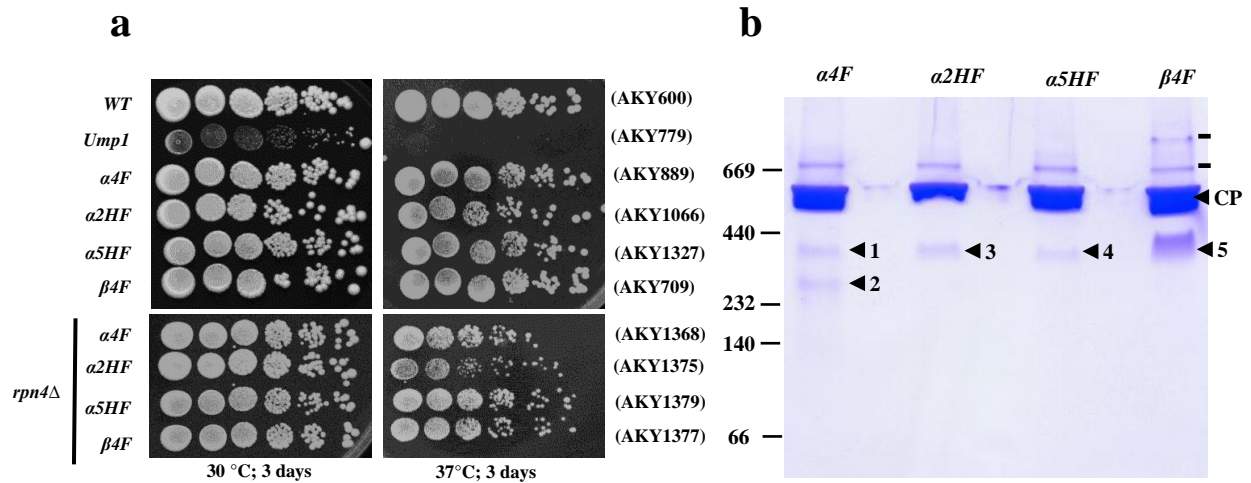 a
WT
Ump1
α4F
α2HF
α5HF
β4F
(AKY600)
(AKY779)
(AKY889)
(AKY1066)
(AKY1327)
(AKY709)
rpn4Δ
α4F
α2HF
α5HF
β4F
(AKY1368)
(AKY1375)
(AKY1379)
(AKY1377)
30 °C; 3 days
37°C; 3 days
b
α4F
α2HF
α5HF
β4F
669
440
232
140
66
CP
1
2
3
4
5